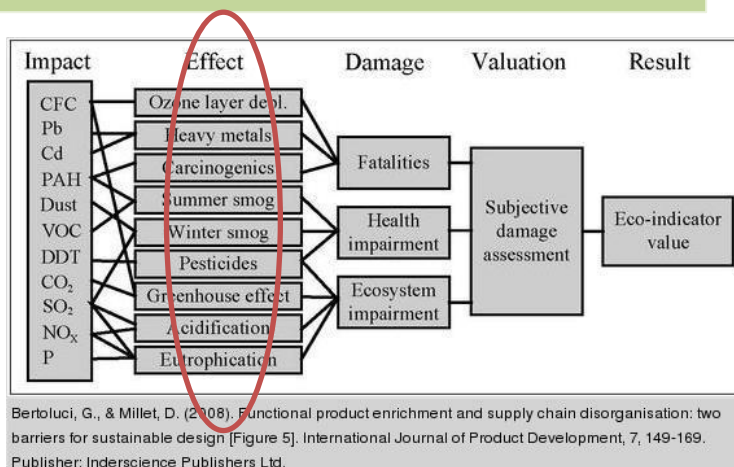 Impact Effect Damage Valuation Result
CFC
Pb
Cd
PAH
Dust
VOC
DDT
CO₂
SO₂
NOₓ
P
Ozone layer depl.
Heavy metals
Carcinogenics
Summer smog
Winter smog
Pesticides
Greenhouse effect
Acidification
Eutrophication
Fatalities
Health
impairment
Ecosystem
impairment
Subjective
damage
assessment
Eco-indicator
value
Bertoluci, G., & Millet, D. (2008). Functional product enrichment and supply chain disorganisation: two
barriers for sustainable design [Figure 5]. International Journal of Product Development, 7, 149-169.
Publisher: Inderscience Publishers Ltd.